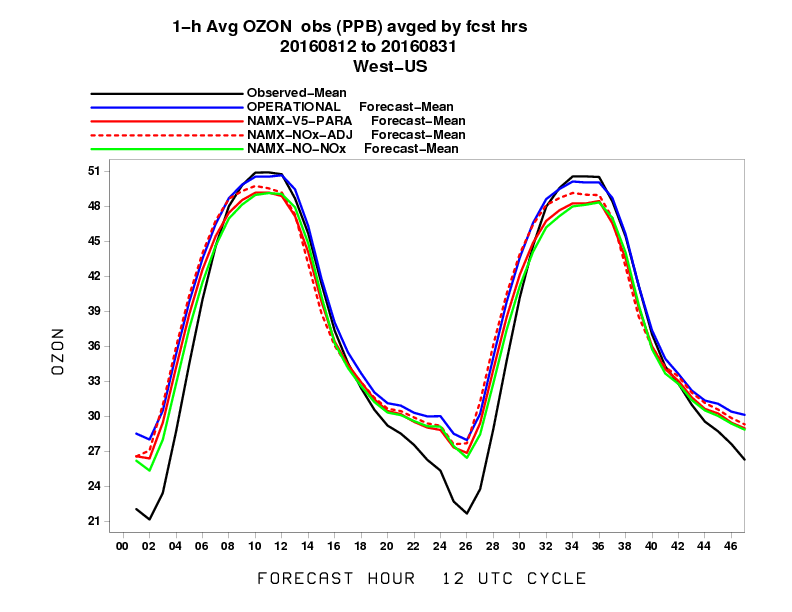 1-h Avg OZON  obs (PPB) avged by fcst hrs
20160812 to 20160831
West-US
Observed-Mean
OPERATIONAL Forecast-Mean
NAMX-V5-PARA Forecast-Mean
NAMX-NOx-ADJ Forecast-Mean
NAMX-NO-NOx Forecast-Mean
51
48
45
42
39
36
33
30
27
24
21
OZON
00 02 04 06 08 10 12 14 16 18 20 22 24 26 28 30 32 34 36 38 40 42 44 46
FORECAST HOUR  12 UTC CYCLE